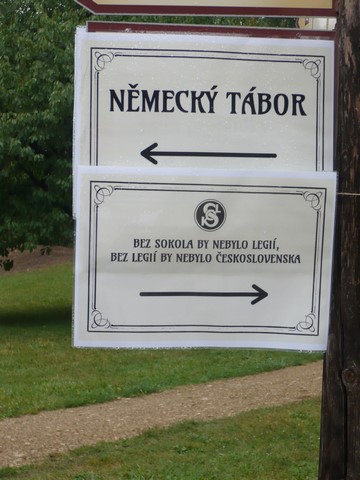 NĚMECKÝ TÁBOR
BEZ SOKOLA BY NEBYLO LEGIÍ,
BEZ LEGIÍ BY NEBYLO ČESKOSLOVENSKA